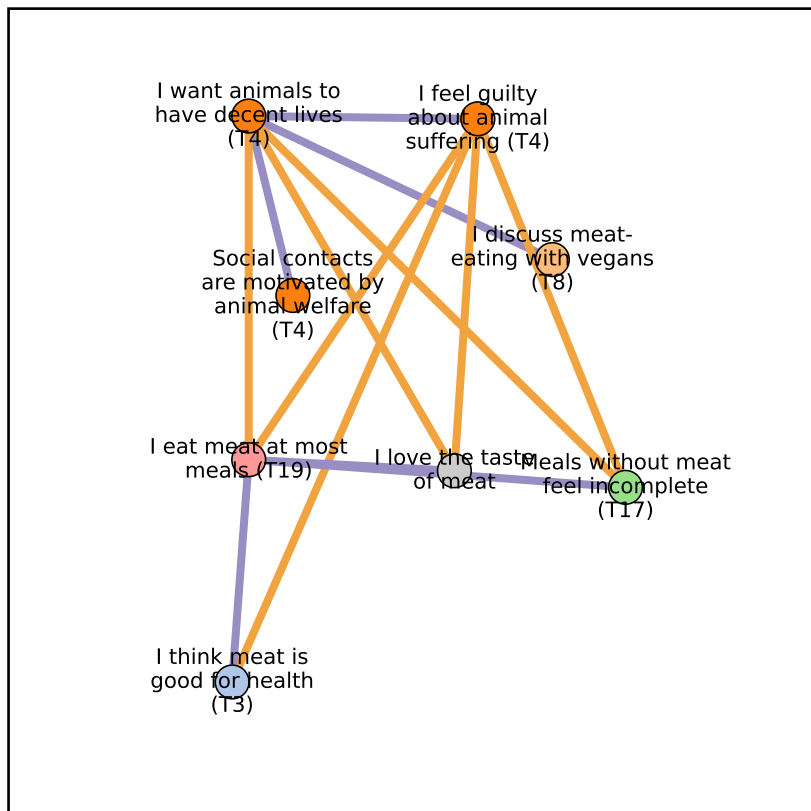 I want animals to
have decent lives
(T4)
I feel guilty
about animal
suffering (T4)
I discuss meat-
eating with vegans
(T8)
Social contacts
are motivated by
animal welfare
(T4)
I eat meat at most
meals (T19)
I love the taste
of meat
Meals without meat
feel incomplete
(T17)
I think meat is
good for health
(T3)